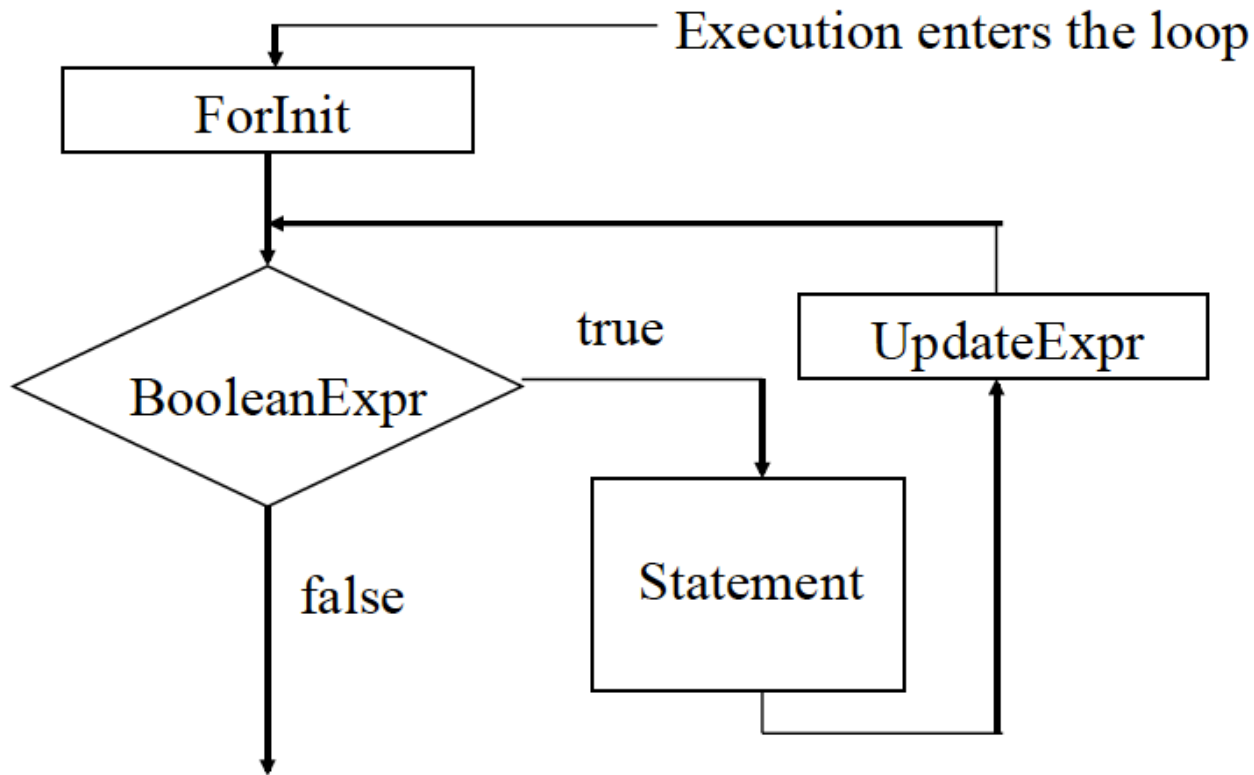 Execution enters the loop
ForInit
true
UpdateExpr
BooleanExpr
Statement
false